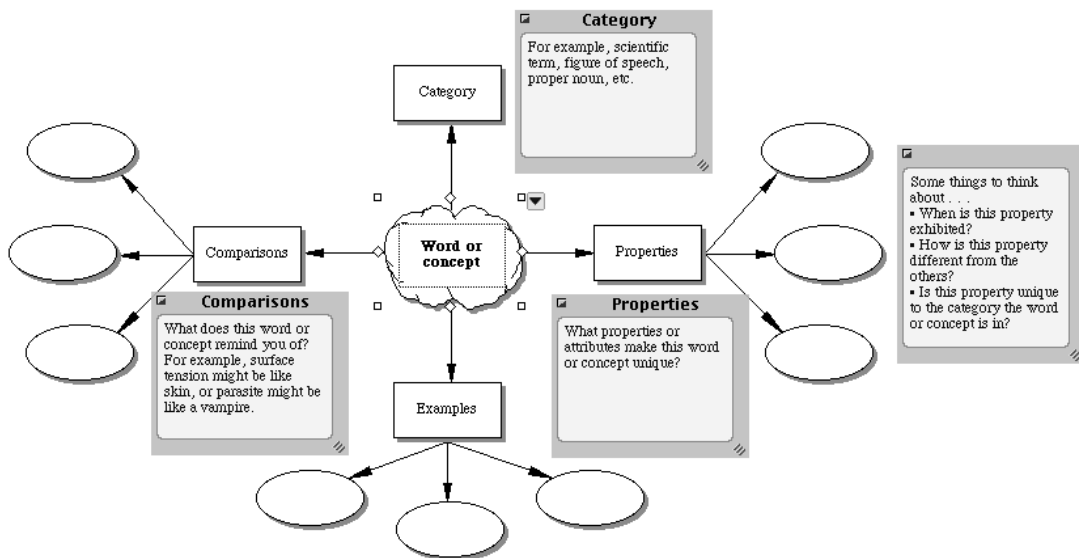 Category
For example, scientific
term, figure of speech,
proper noun, etc.
Category
Some things to think
about . . .
▪ When is this property
exhibited?
▪ How is this property
different from the
others?
▪ Is this property unique
to the category the word
or concept is in?
Word or
concept
Comparisons
Properties
Comparisons
What does this word or
concept remind you of?
For example, surface
tension might be like
skin, or parasite might be
like a vampire.
Properties
What properties or
attributes make this word
or concept unique?
Examples